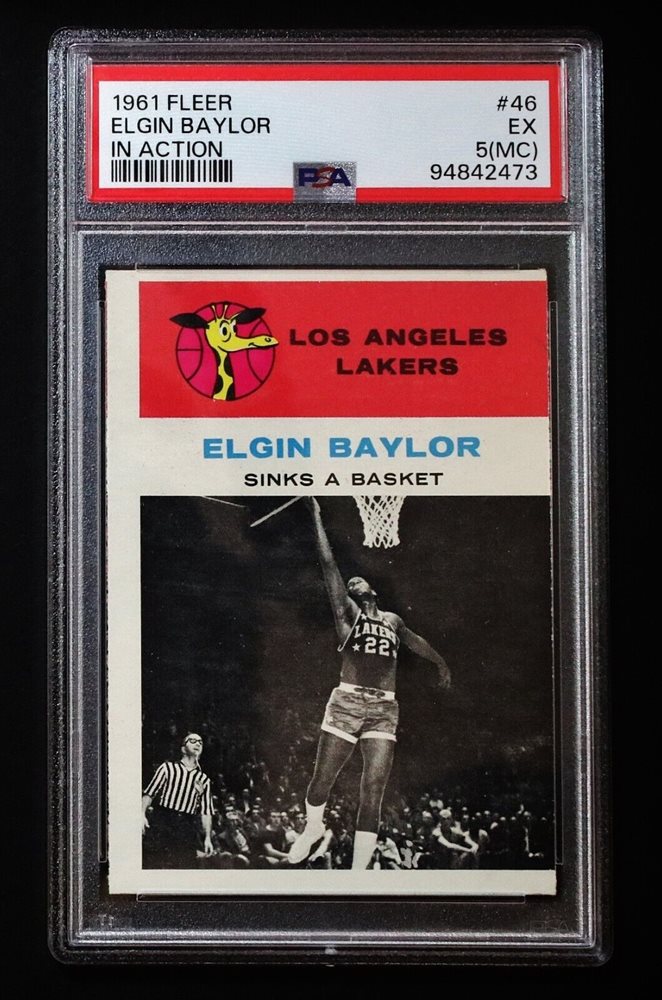 1961 FLEER #46
ELGIN BAYLOR EX
IN ACTION 5(MC)
PSA 94842473
LOS ANGELES
LAKERS
ELGIN BAYLOR
SINKS A BASKET
LAKERS
22
PSA